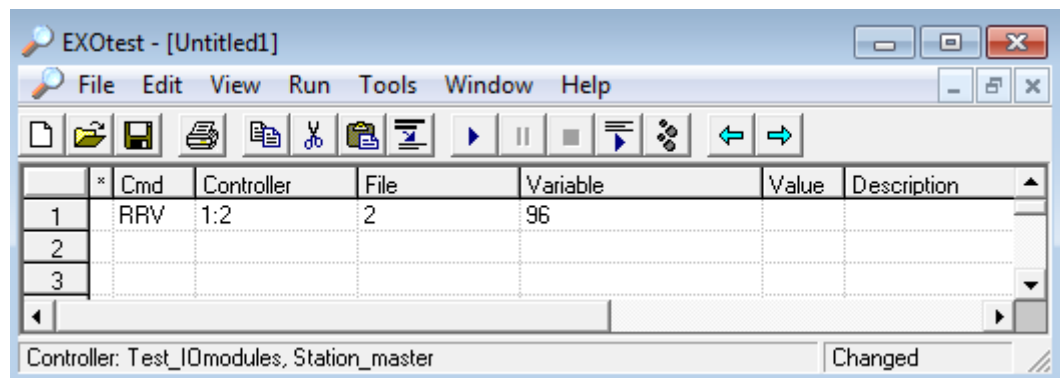 EXOtest - [Untitled1]
File Edit View Run Tools Window Help
* Cmd Controller File Variable Value Description
1 RRV 1:2 2 96
2
3
Controller: Test_IOmodules, Station_master Changed